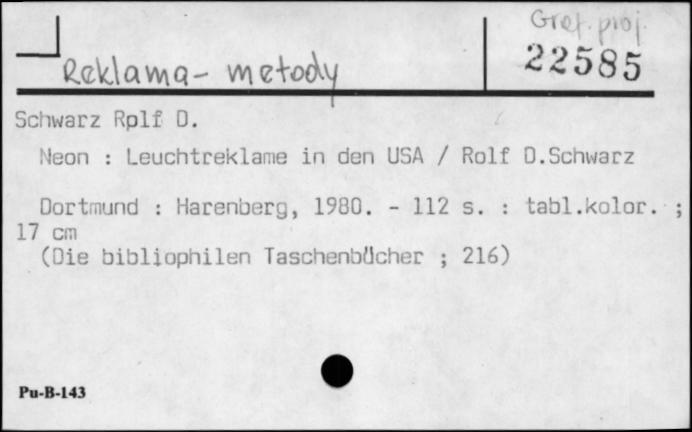 Graf. proj.
22585
Reklama - metody
Schwarz Rplf D.
Neon : Leuchtreklame in den USA / Rolf D.Schwarz
Dortmund : Harenberg, 1980. - 112 s. : tabl.kolor. ;
17 cm
(Die bibliophilen Taschenbücher ; 216)
Pu-B-143